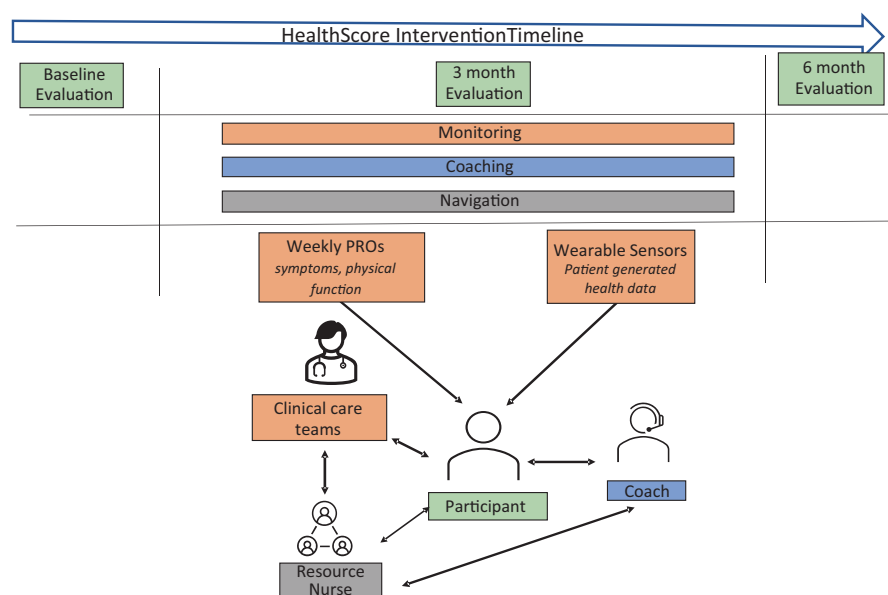 HealthScore InterventionTimeline
Baseline
Evaluation
3 month
Evaluation
6 month
Evaluation
Monitoring
Coaching
Navigation
Weekly PROs
symptoms, physical
function
Wearable Sensors
Patient generated
health data
Clinical care
teams
Participant
Coach
Resource
Nurse